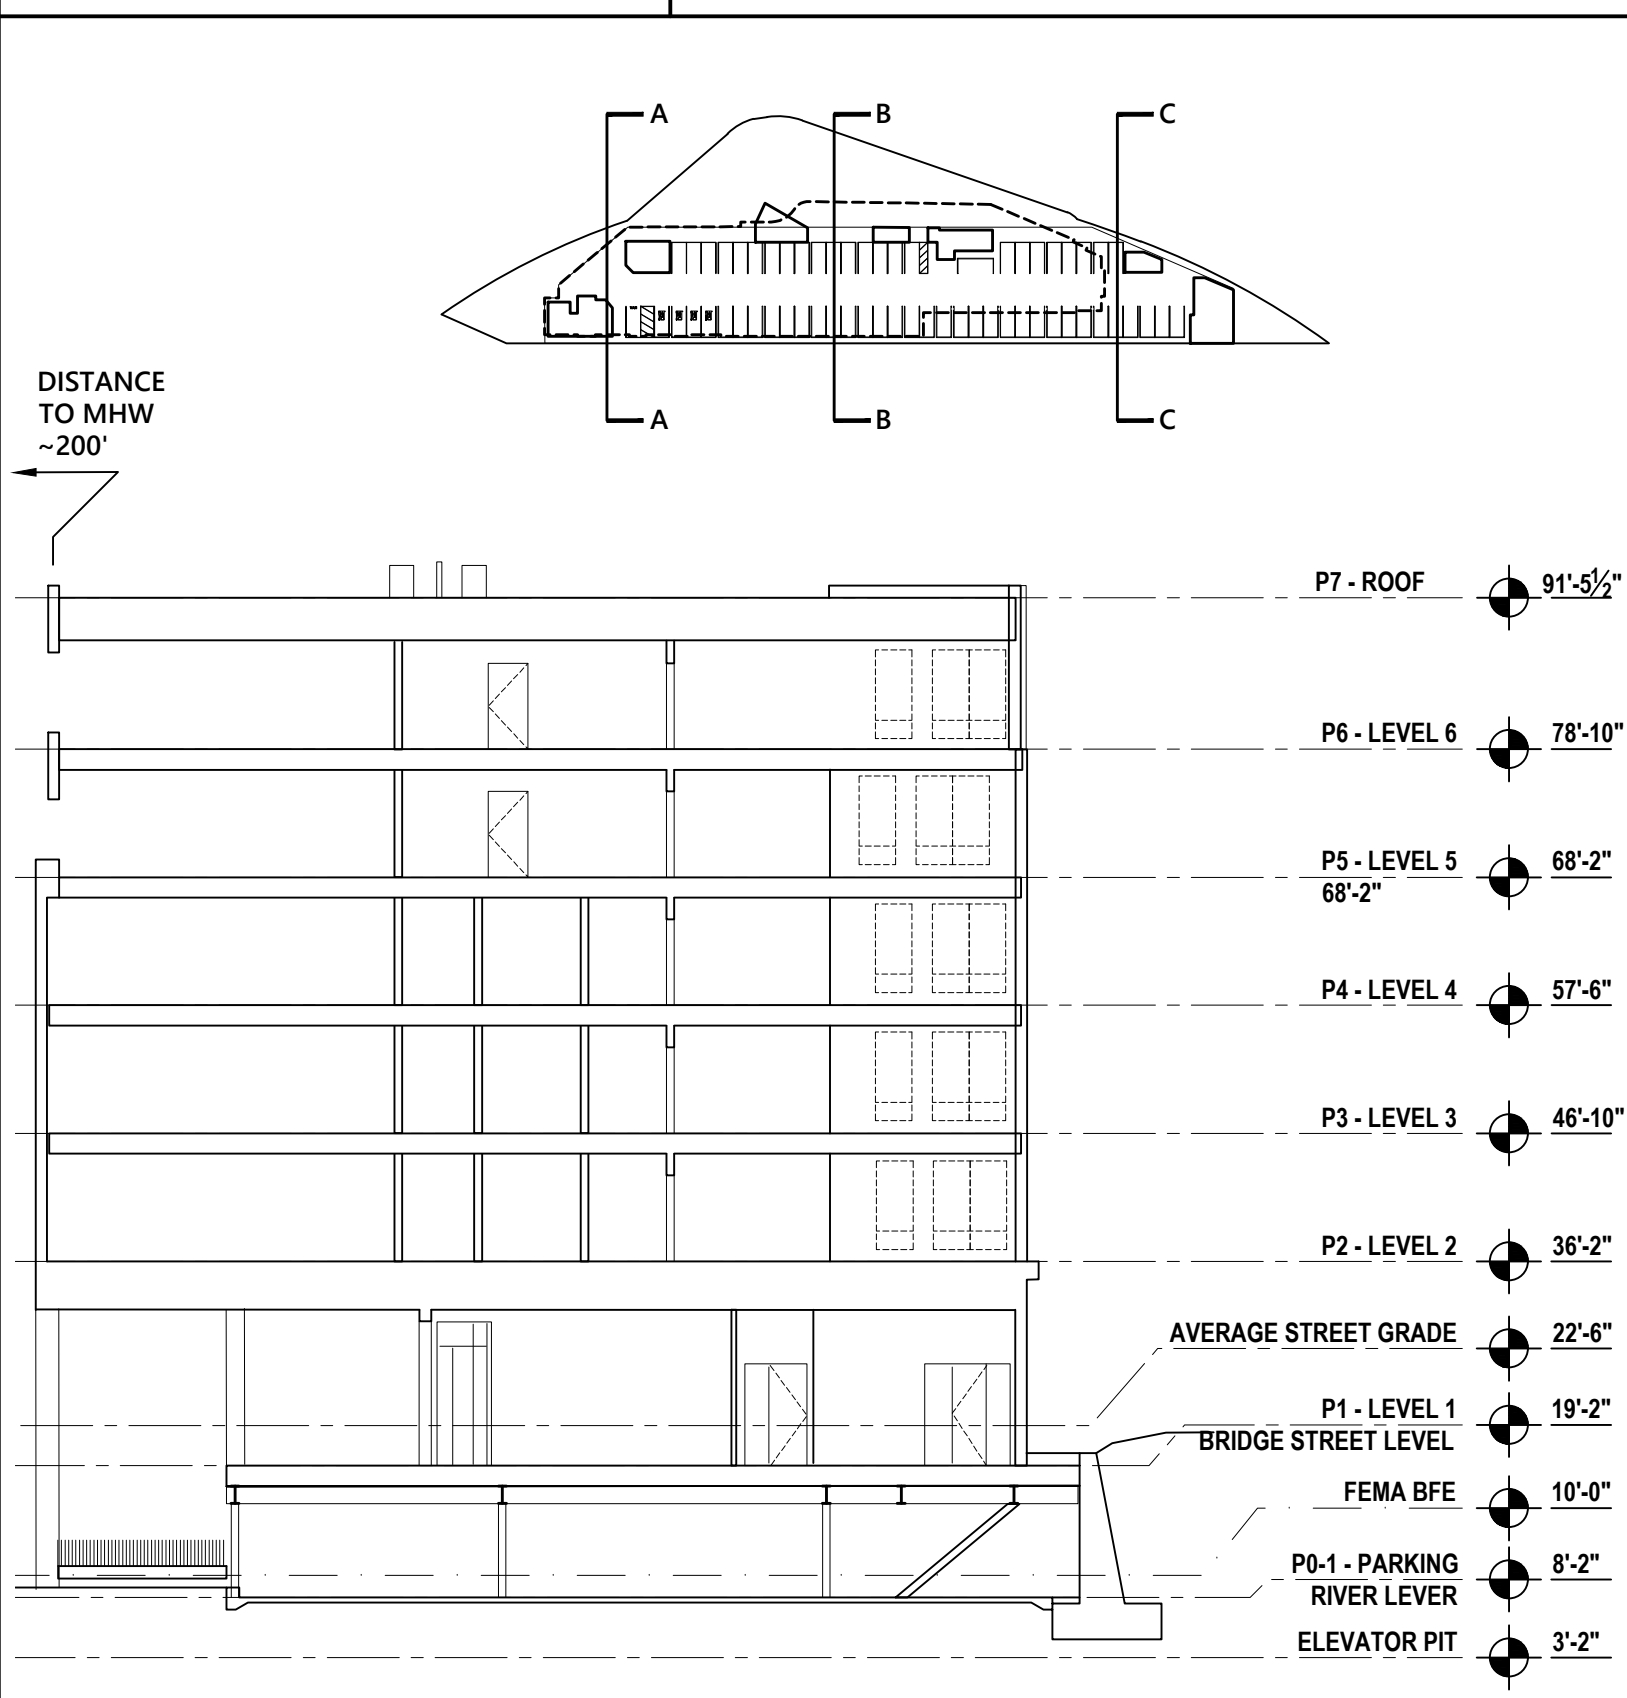 A
B
C
A
B
C
DISTANCE
TO MHW
~200'
P7 - ROOF 91'-5½"
P6 - LEVEL 6 78'-10"
P5 - LEVEL 5 68'-2"
68'-2"
P4 - LEVEL 4 57'-6"
P3 - LEVEL 3 46'-10"
P2 - LEVEL 2 36'-2"
AVERAGE STREET GRADE 22'-6"
P1 - LEVEL 1 19'-2"
BRIDGE STREET LEVEL
FEMA BFE 10'-0"
P0-1 - PARKING 8'-2"
RIVER LEVER
ELEVATOR PIT 3'-2"